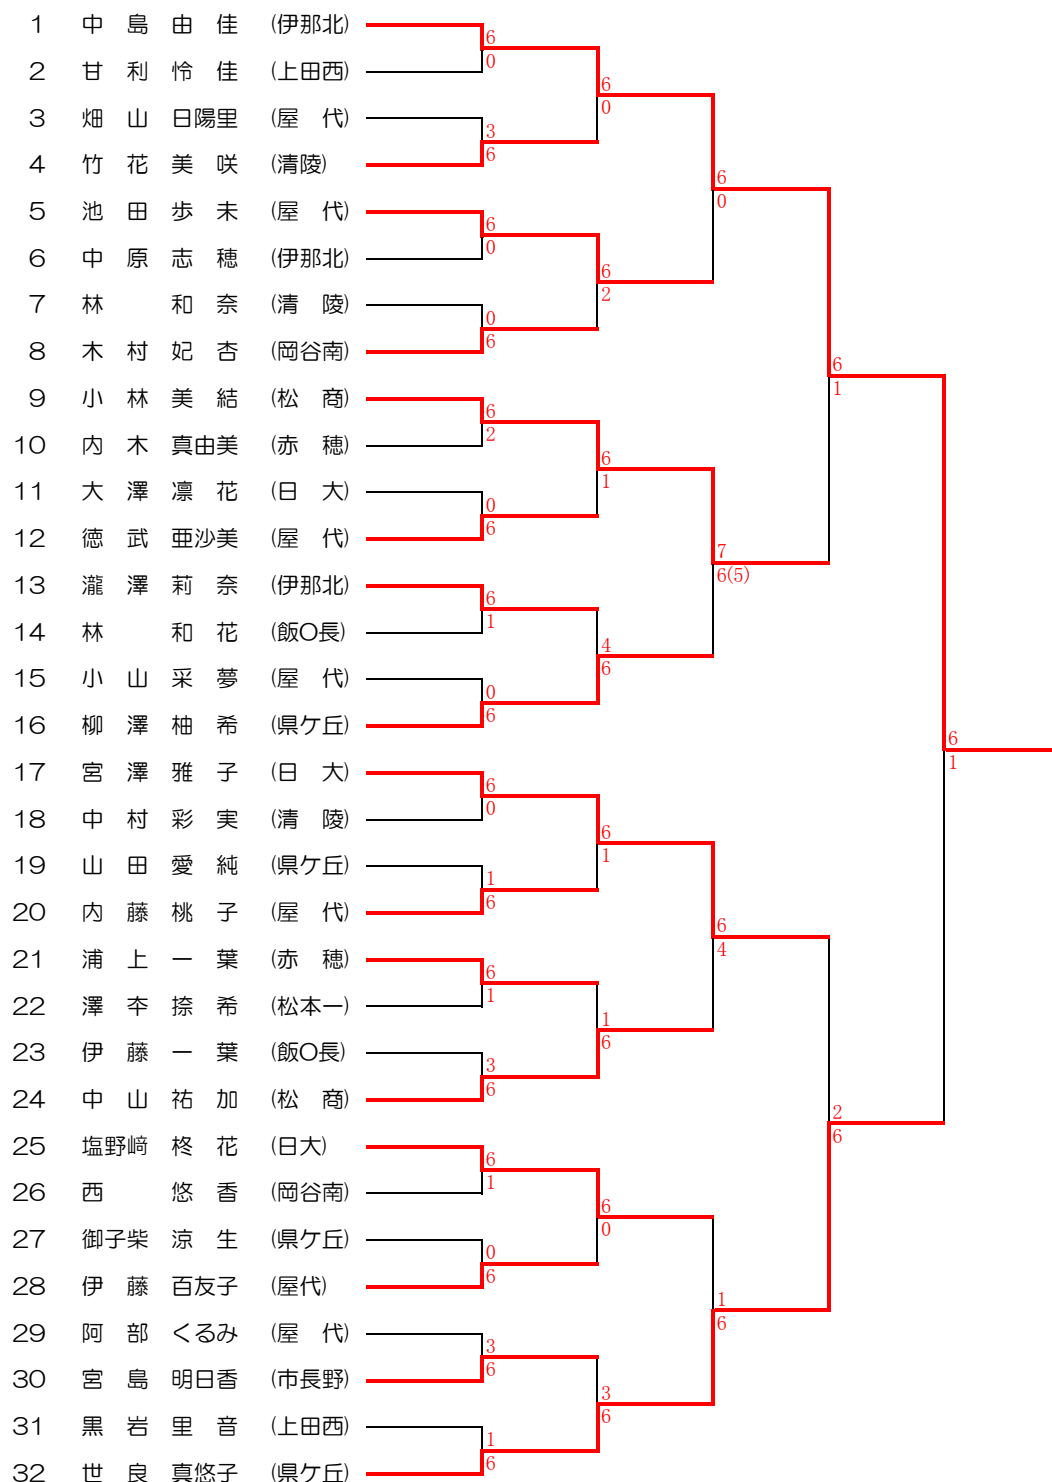 1 中 島 由 佳 (伊那北)
6
0
2 甘 利 怜 佳 (上田西)
6
0
3 畑 山 日陽里 (屋 代)
3
6
4 竹 花 美 咲 (清陵)
6
0
5 池 田 歩 未 (屋 代)
6
0
6 中 原 志 穂 (伊那北)
6
2
7 林 和 奈 (清 陵)
0
6
8 木 村 妃 杏 (岡谷南)
6
1
9 小 林 美 結 (松 商)
6
2
10 内 木 真由美 (赤 穂)
6
1
11 大 澤 凛 花 (日 大)
0
6
12 徳 武 亜沙美 (屋 代)
7
6(5)
13 瀧 澤 莉 奈 (伊那北)
6
1
14 林 和 花 (飯O長)
4
6
15 小 山 采 夢 (屋 代)
0
6
16 柳 澤 柚 希 (県ケ丘)
6
1
17 宮 澤 雅 子 (日 大)
6
0
18 中 村 彩 実 (清 陵)
6
1
19 山 田 愛 純 (県ケ丘)
1
6
20 内 藤 桃 子 (屋 代)
6
4
21 浦 上 一 葉 (赤 穂)
6
1
22 澤 夲 捺 希 (松本一)
1
6
23 伊 藤 一 葉 (飯O長)
3
6
24 中 山 祐 加 (松 商)
2
6
25 塩野﨑 柊 花 (日大)
6
1
26 西 悠 香 (岡谷南)
6
0
27 御子柴 涼 生 (県ケ丘)
0
6
28 伊 藤 百友子 (屋代)
1
6
29 阿 部 くるみ (屋 代)
3
6
30 宮 島 明日香 (市長野)
3
6
31 黒 岩 里 音 (上田西)
1
6
32 世 良 真悠子 (県ケ丘)